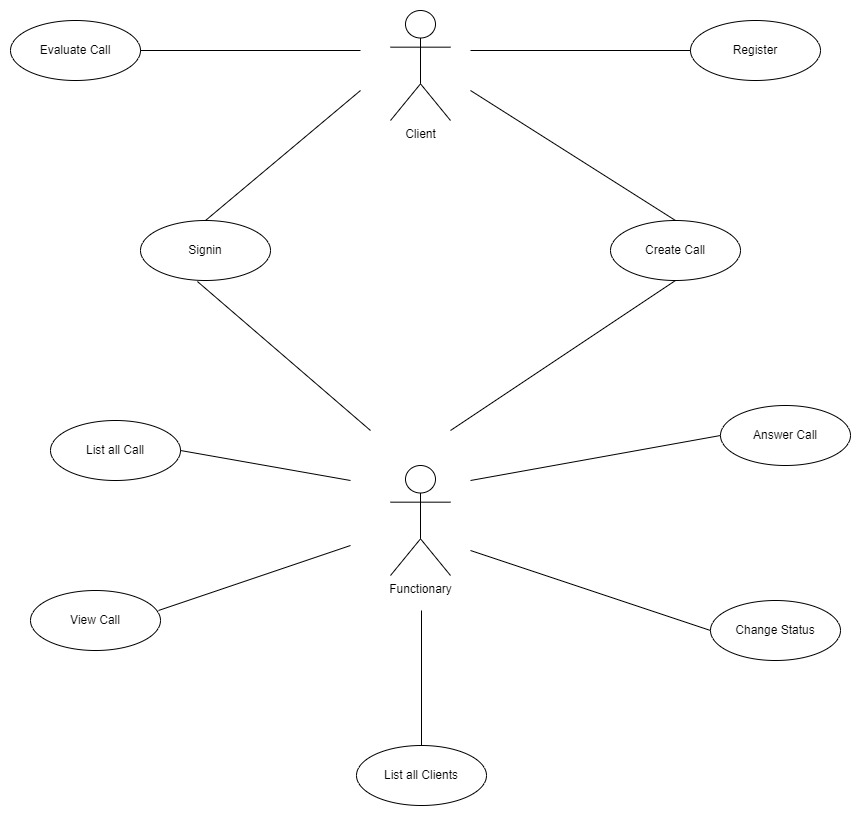 Evaluate Call
Register
Client
Signin
Create Call
List all Call
Answer Call
Functionary
View Call
Change Status
List all Clients